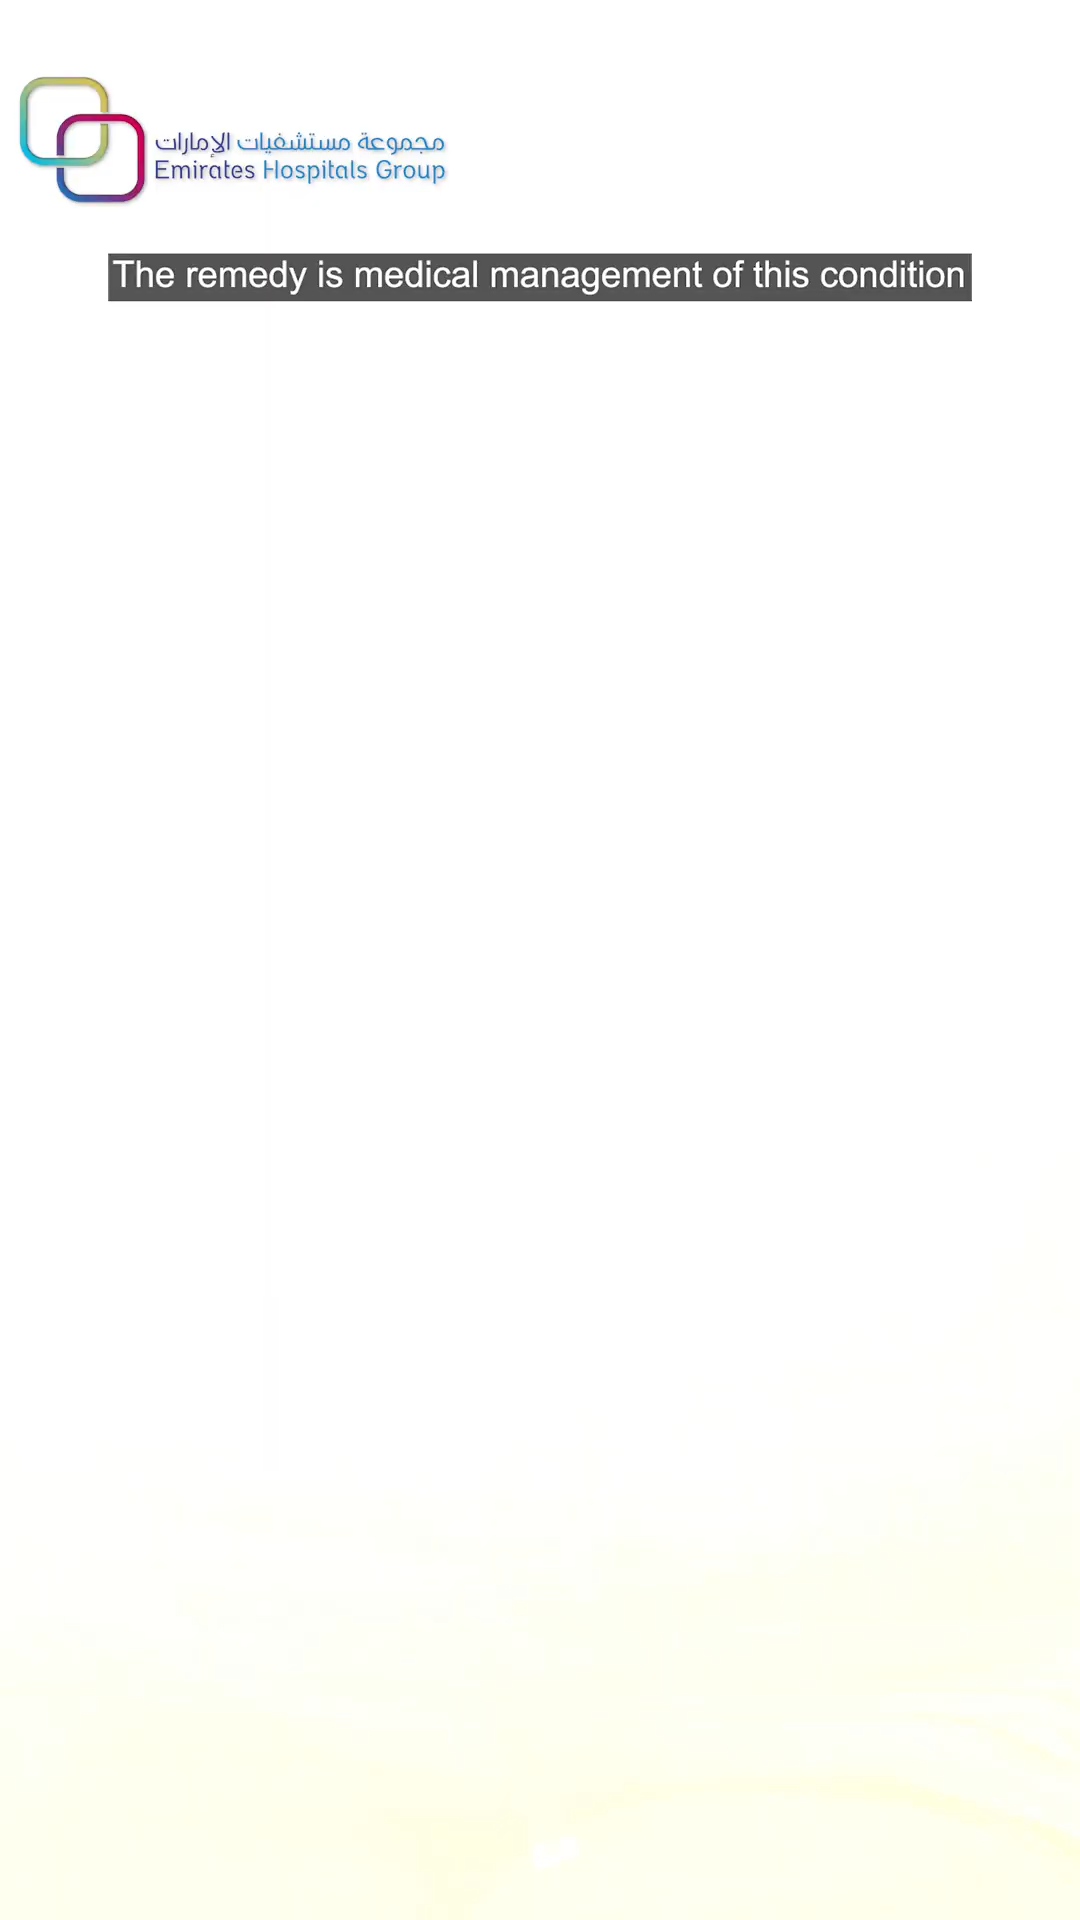 مجموعة مستشفيات الإمارات
Emirates Hospitals Group
The remedy is medical management of this condition